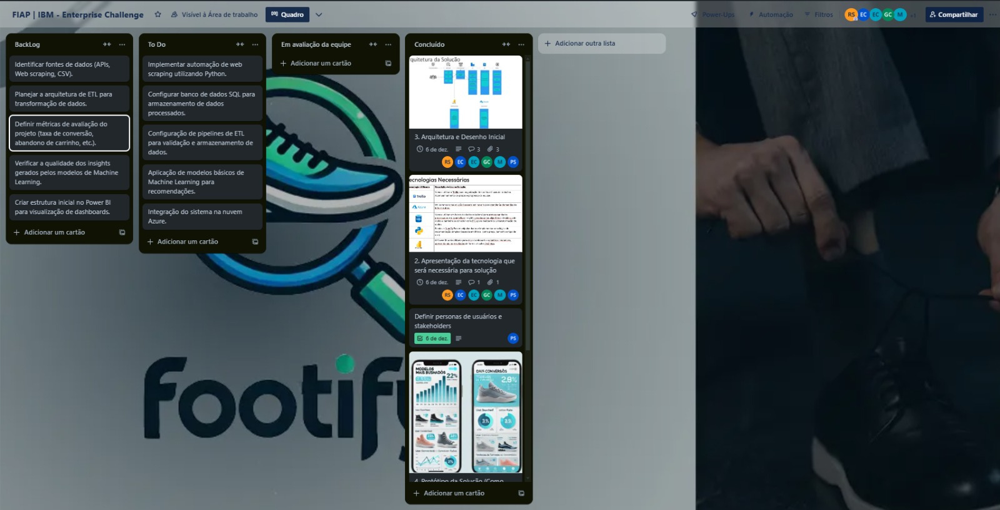 FIAP | IBM - Enterprise Challenge
Visível à Área de trabalho
Quadro
Power-Ups
Automação
Filtros
RS
EC
EC
GC
M
+1
Compartilhar
BackLog
Identificar fontes de dados (APIs,
Web scraping, CSV).
Planejar a arquitetura de ETL para
transformação de dados.
Definir métricas de avaliação do
projeto (taxa de conversão,
abandono de carrinho, etc.).
Verificar a qualidade dos insights
gerados pelos modelos de Machine
Learning.
Criar estrutura inicial no Power BI
para visualização de dashboards.
Adicionar um cartão
To Do
Implementar automação de web
scraping utilizando Python.
Configurar banco de dados SQL para
armazenamento de dados
processados.
Configuração de pipelines de ETL
para validação e armazenamento de
dados.
Aplicação de modelos básicos de
Machine Learning para
recomendações.
Integração do sistema na nuvem
Azure.
Adicionar um cartão
Em avaliação da equipe
Adicionar um cartão
Concluído
quitetura da Solução
3. Arquitetura e Desenho Inicial
6 de dez.
3
3
RS
EC
EC
GC
M
PS
ecnologias Necessárias
Trello
Azure
2. Apresentação da tecnologia que
será necessária para solução
6 de dez.
1
1
RS
EC
EC
GC
M
PS
Definir personas de usuários e
stakeholders
6 de dez.
PS
MODELOS
MAIS BUSHADOS
22%
DAIX CONVERSÕS
2.8%
4. Protótipo da Solução (Como
Adicionar um cartão
Adicionar outra lista
footify